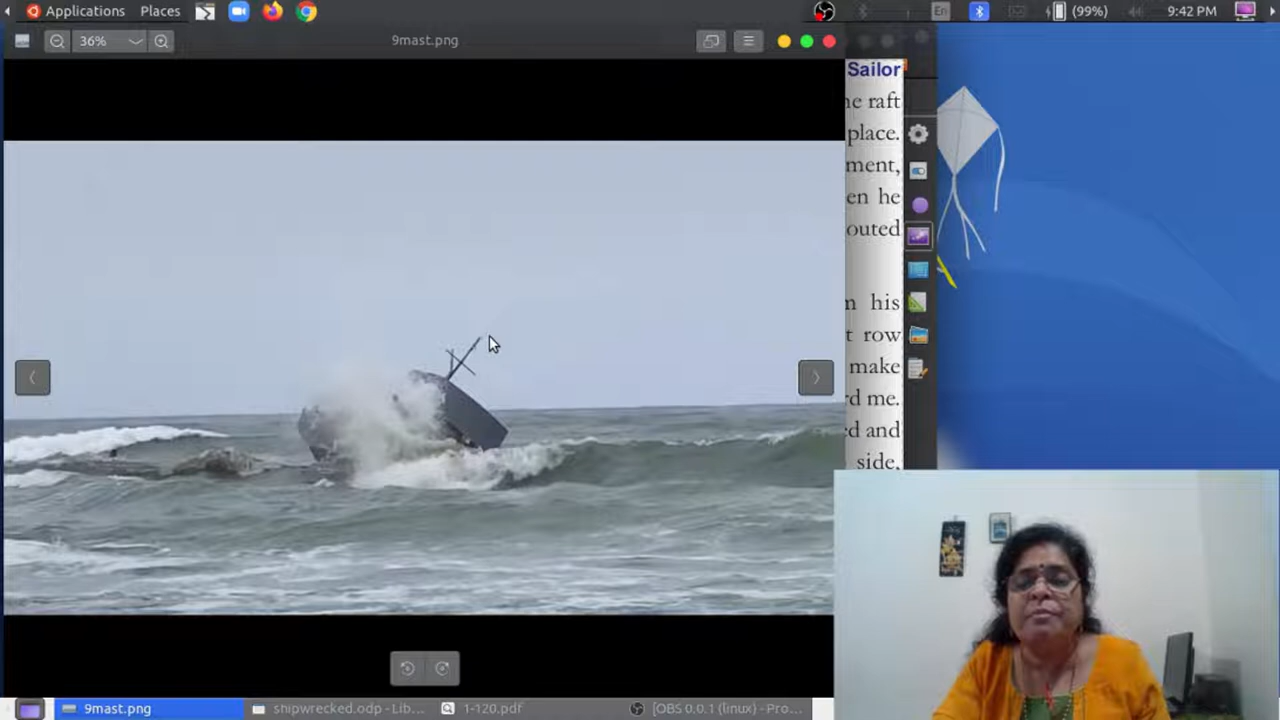 Applications Places En (99%) 9:42 PM
36% 9mast.png
Sailor
he raft
place.
ment,
en he
outed
his
row
make
d me.
ed and
side,
9mast.png shipwrecked.odp - Lib... 1-120.pdf [OBS 0.0.1 (linux) - Pro...